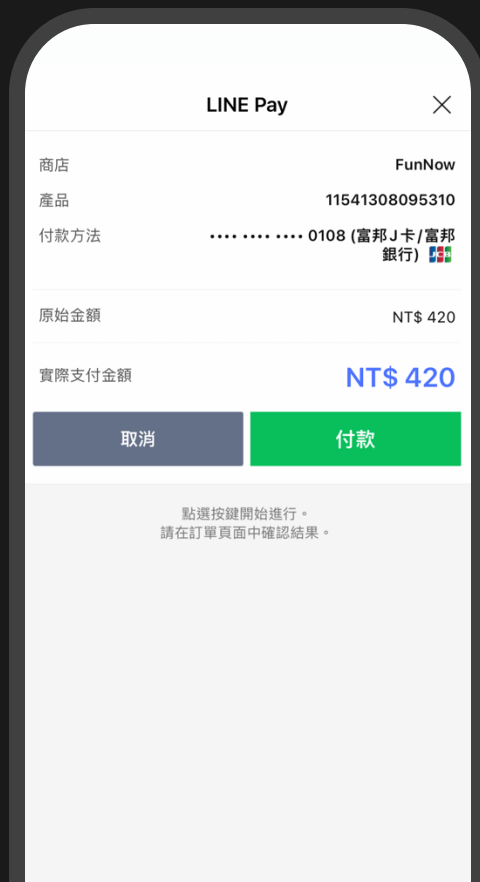 LINE Pay
商店 FunNow
產品 11541308095310
付款方法 •••• •••• •••• 0108 (富邦J卡/富邦
銀行) JCB
原始金額 NT$ 420
實際支付金額 NT$ 420
取消 付款
點選按鍵開始進行。
請在訂單頁面中確認結果。